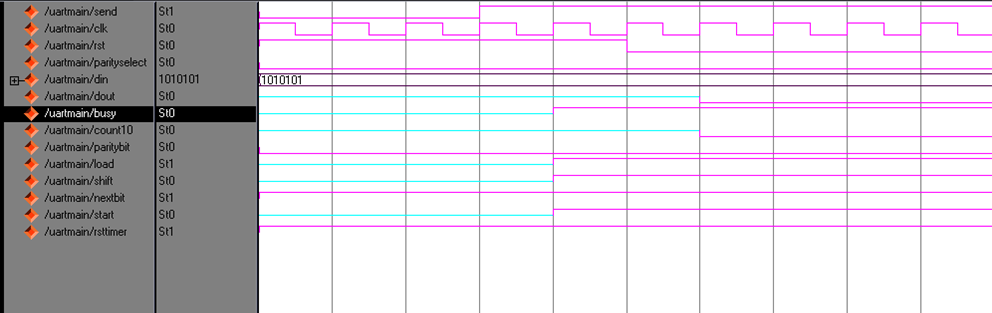 /uartmain/send St1
/uartmain/clk St0
/uartmain/rst St0
/uartmain/parityselect St0
/uartmain/din 1010101 1010101
/uartmain/dout St0
/uartmain/busy St0
/uartmain/count10 St0
/uartmain/paritybit St0
/uartmain/load St1
/uartmain/shift St0
/uartmain/nextbit St1
/uartmain/start St0
/uartmain/rsttimer St1